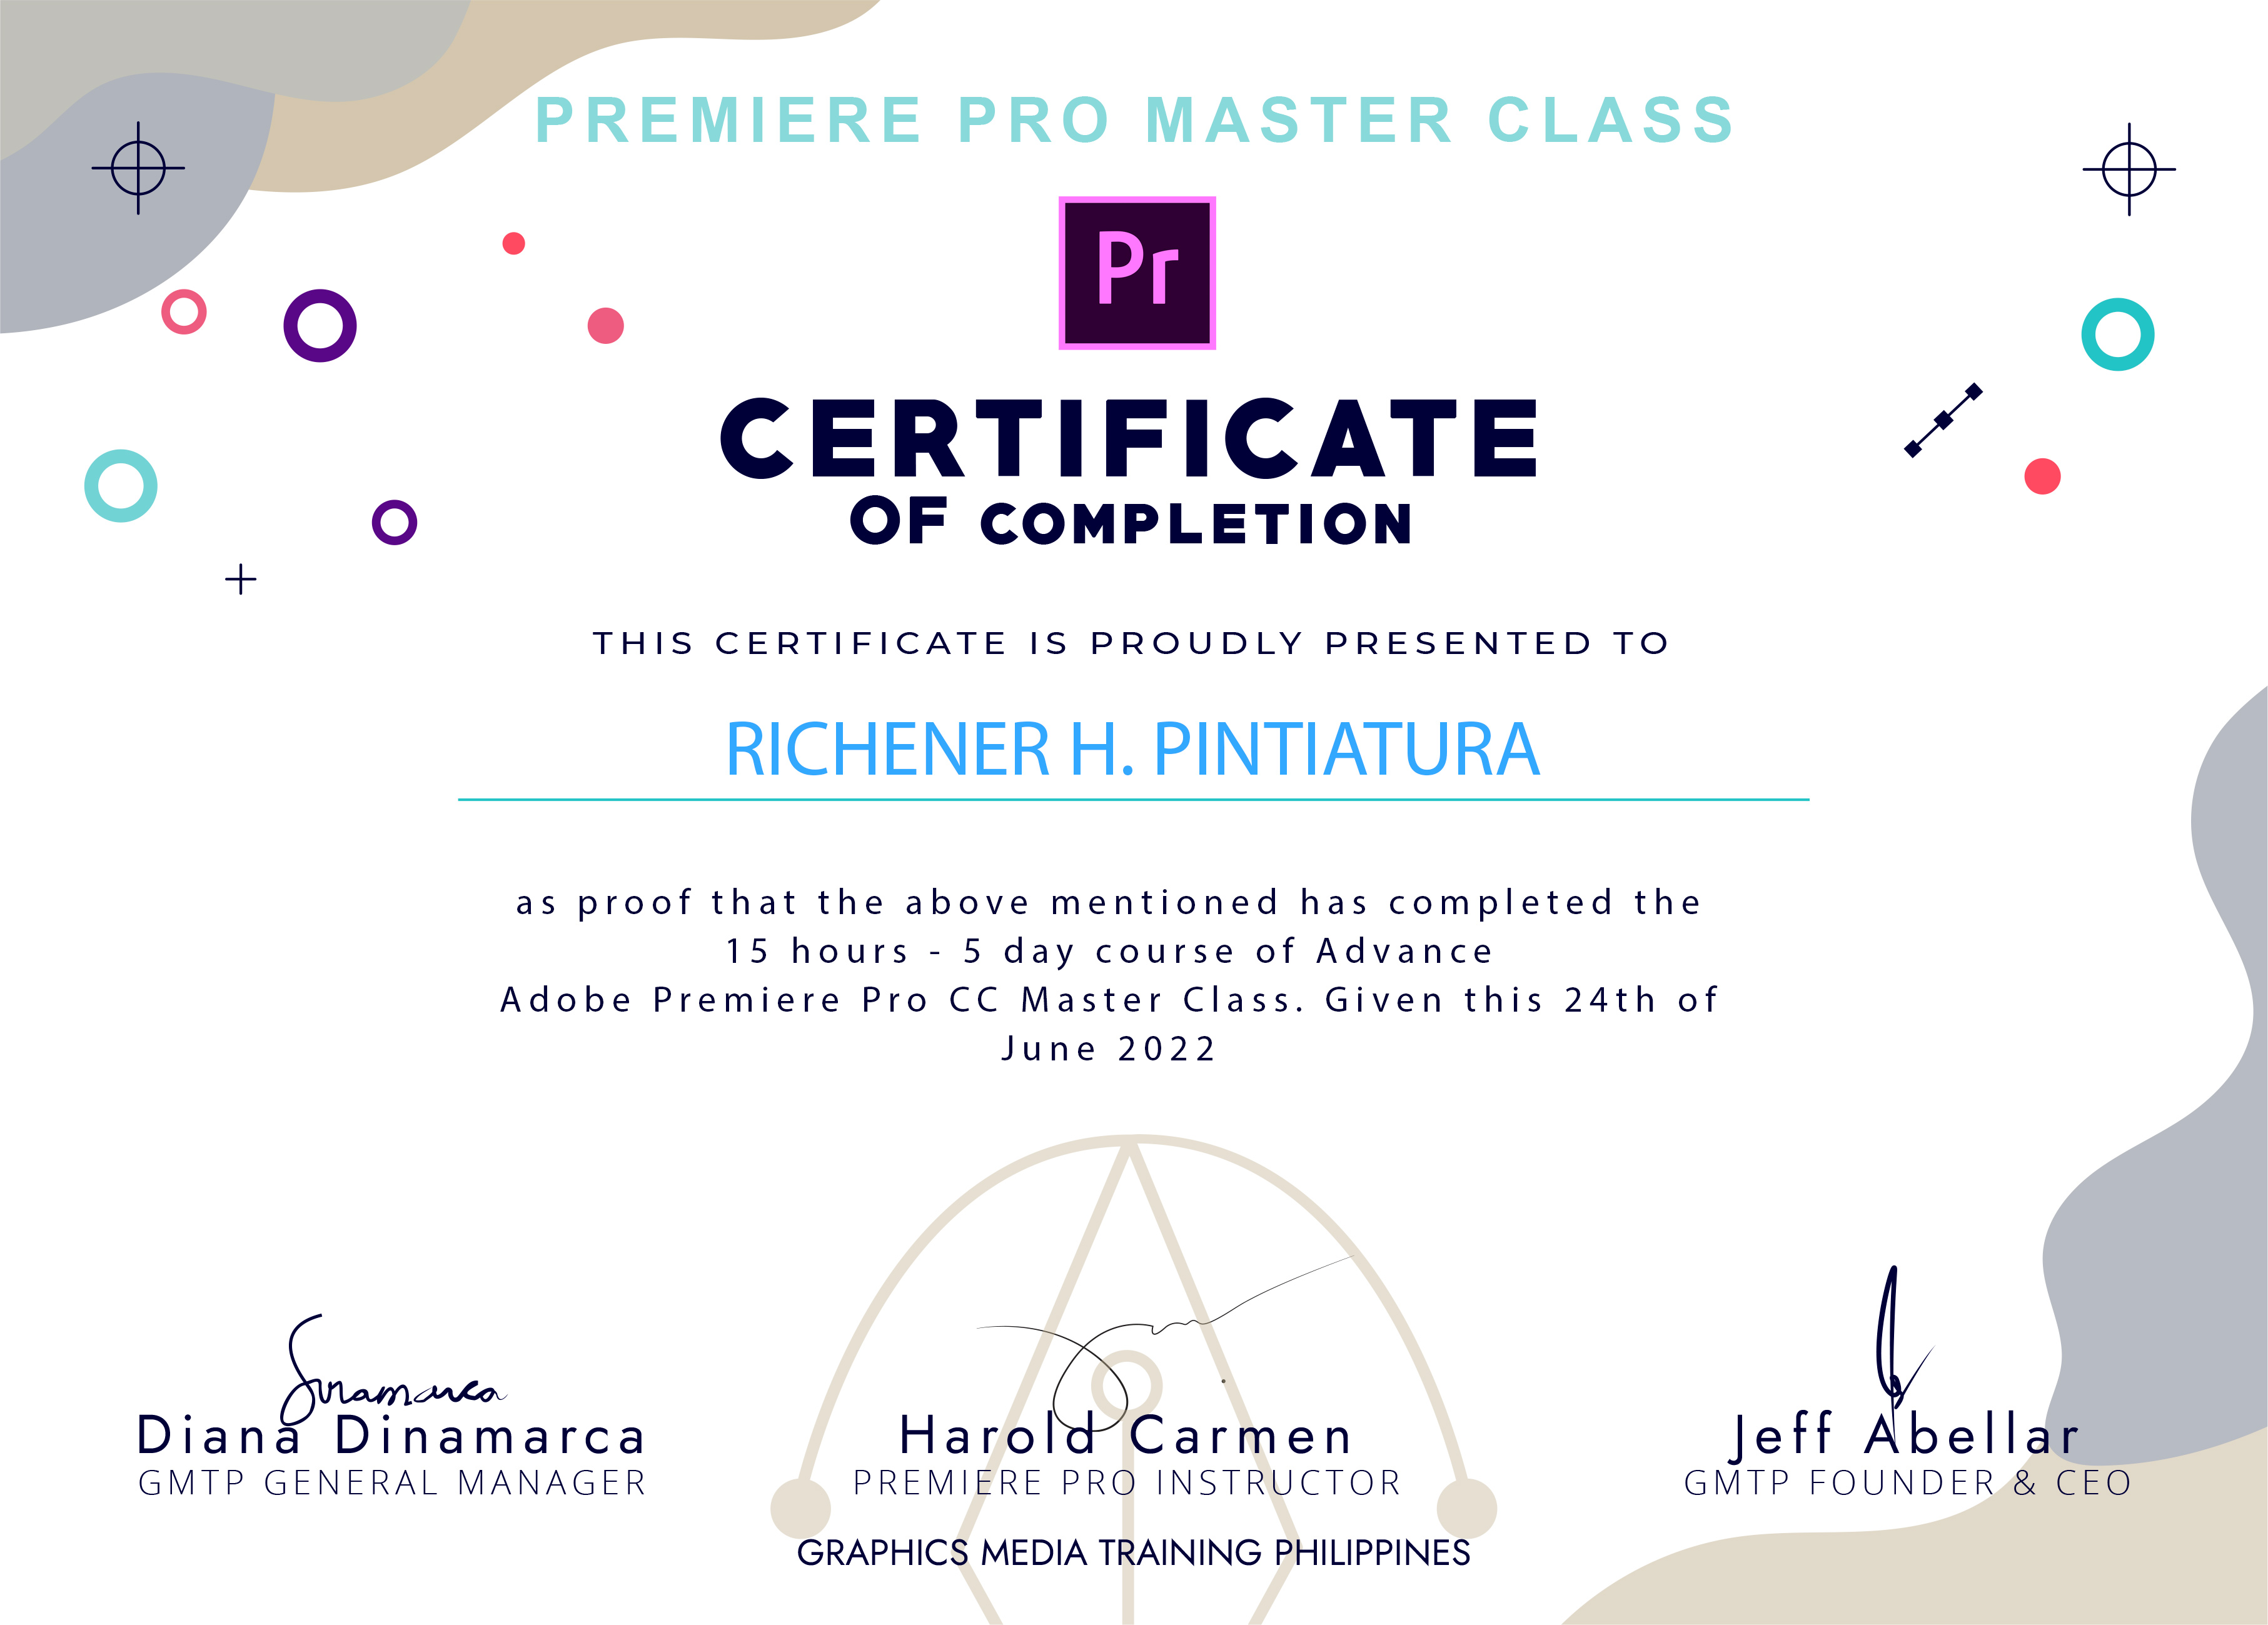 PREMIERE PRO MASTER CLASS
Pr
CERTIFICATE
OF COMPLETION
THIS CERTIFICATE IS PROUDLY PRESENTED TO
RICHENER H. PINTIATURA
as proof that the above mentioned has completed the
15 hours - 5 day course of Advance
Adobe Premiere Pro CC Master Class. Given this 24th of
June 2022
Dinamarca
Diana Dinamarca
GMTP GENERAL MANAGER
Harold Carmen
PREMIERE PRO INSTRUCTOR
Jeff Abellar
GMTP FOUNDER & CEO
GRAPHICS MEDIA TRAINING PHILIPPINES